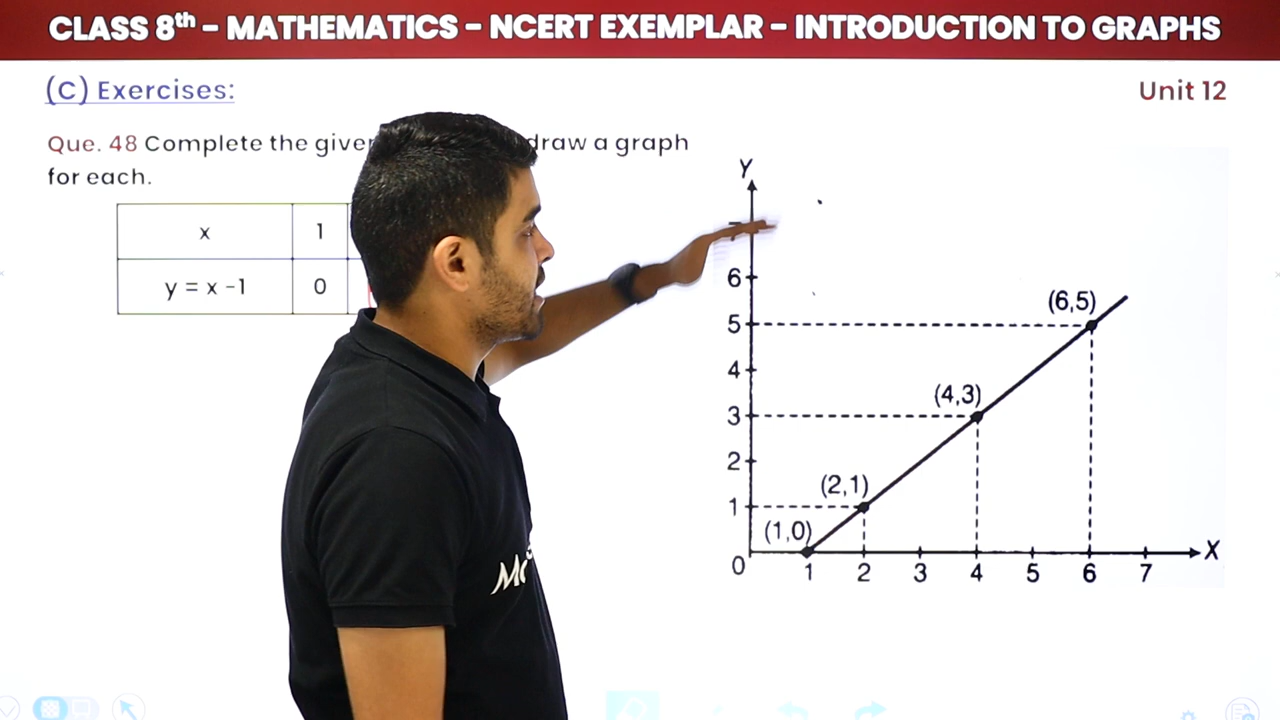 CLASS 8th - MATHEMATICS - NCERT EXEMPLAR - INTRODUCTION TO GRAPHS
(C) Exercises:
Unit 12
Que. 48 Complete the given draw a graph
for each.
x 1
y = x -1 0
Y
6
5
4
3
2
1
0
(6,5)
(4,3)
(2,1)
(1,0)
1 2 3 4 5 6 7
X